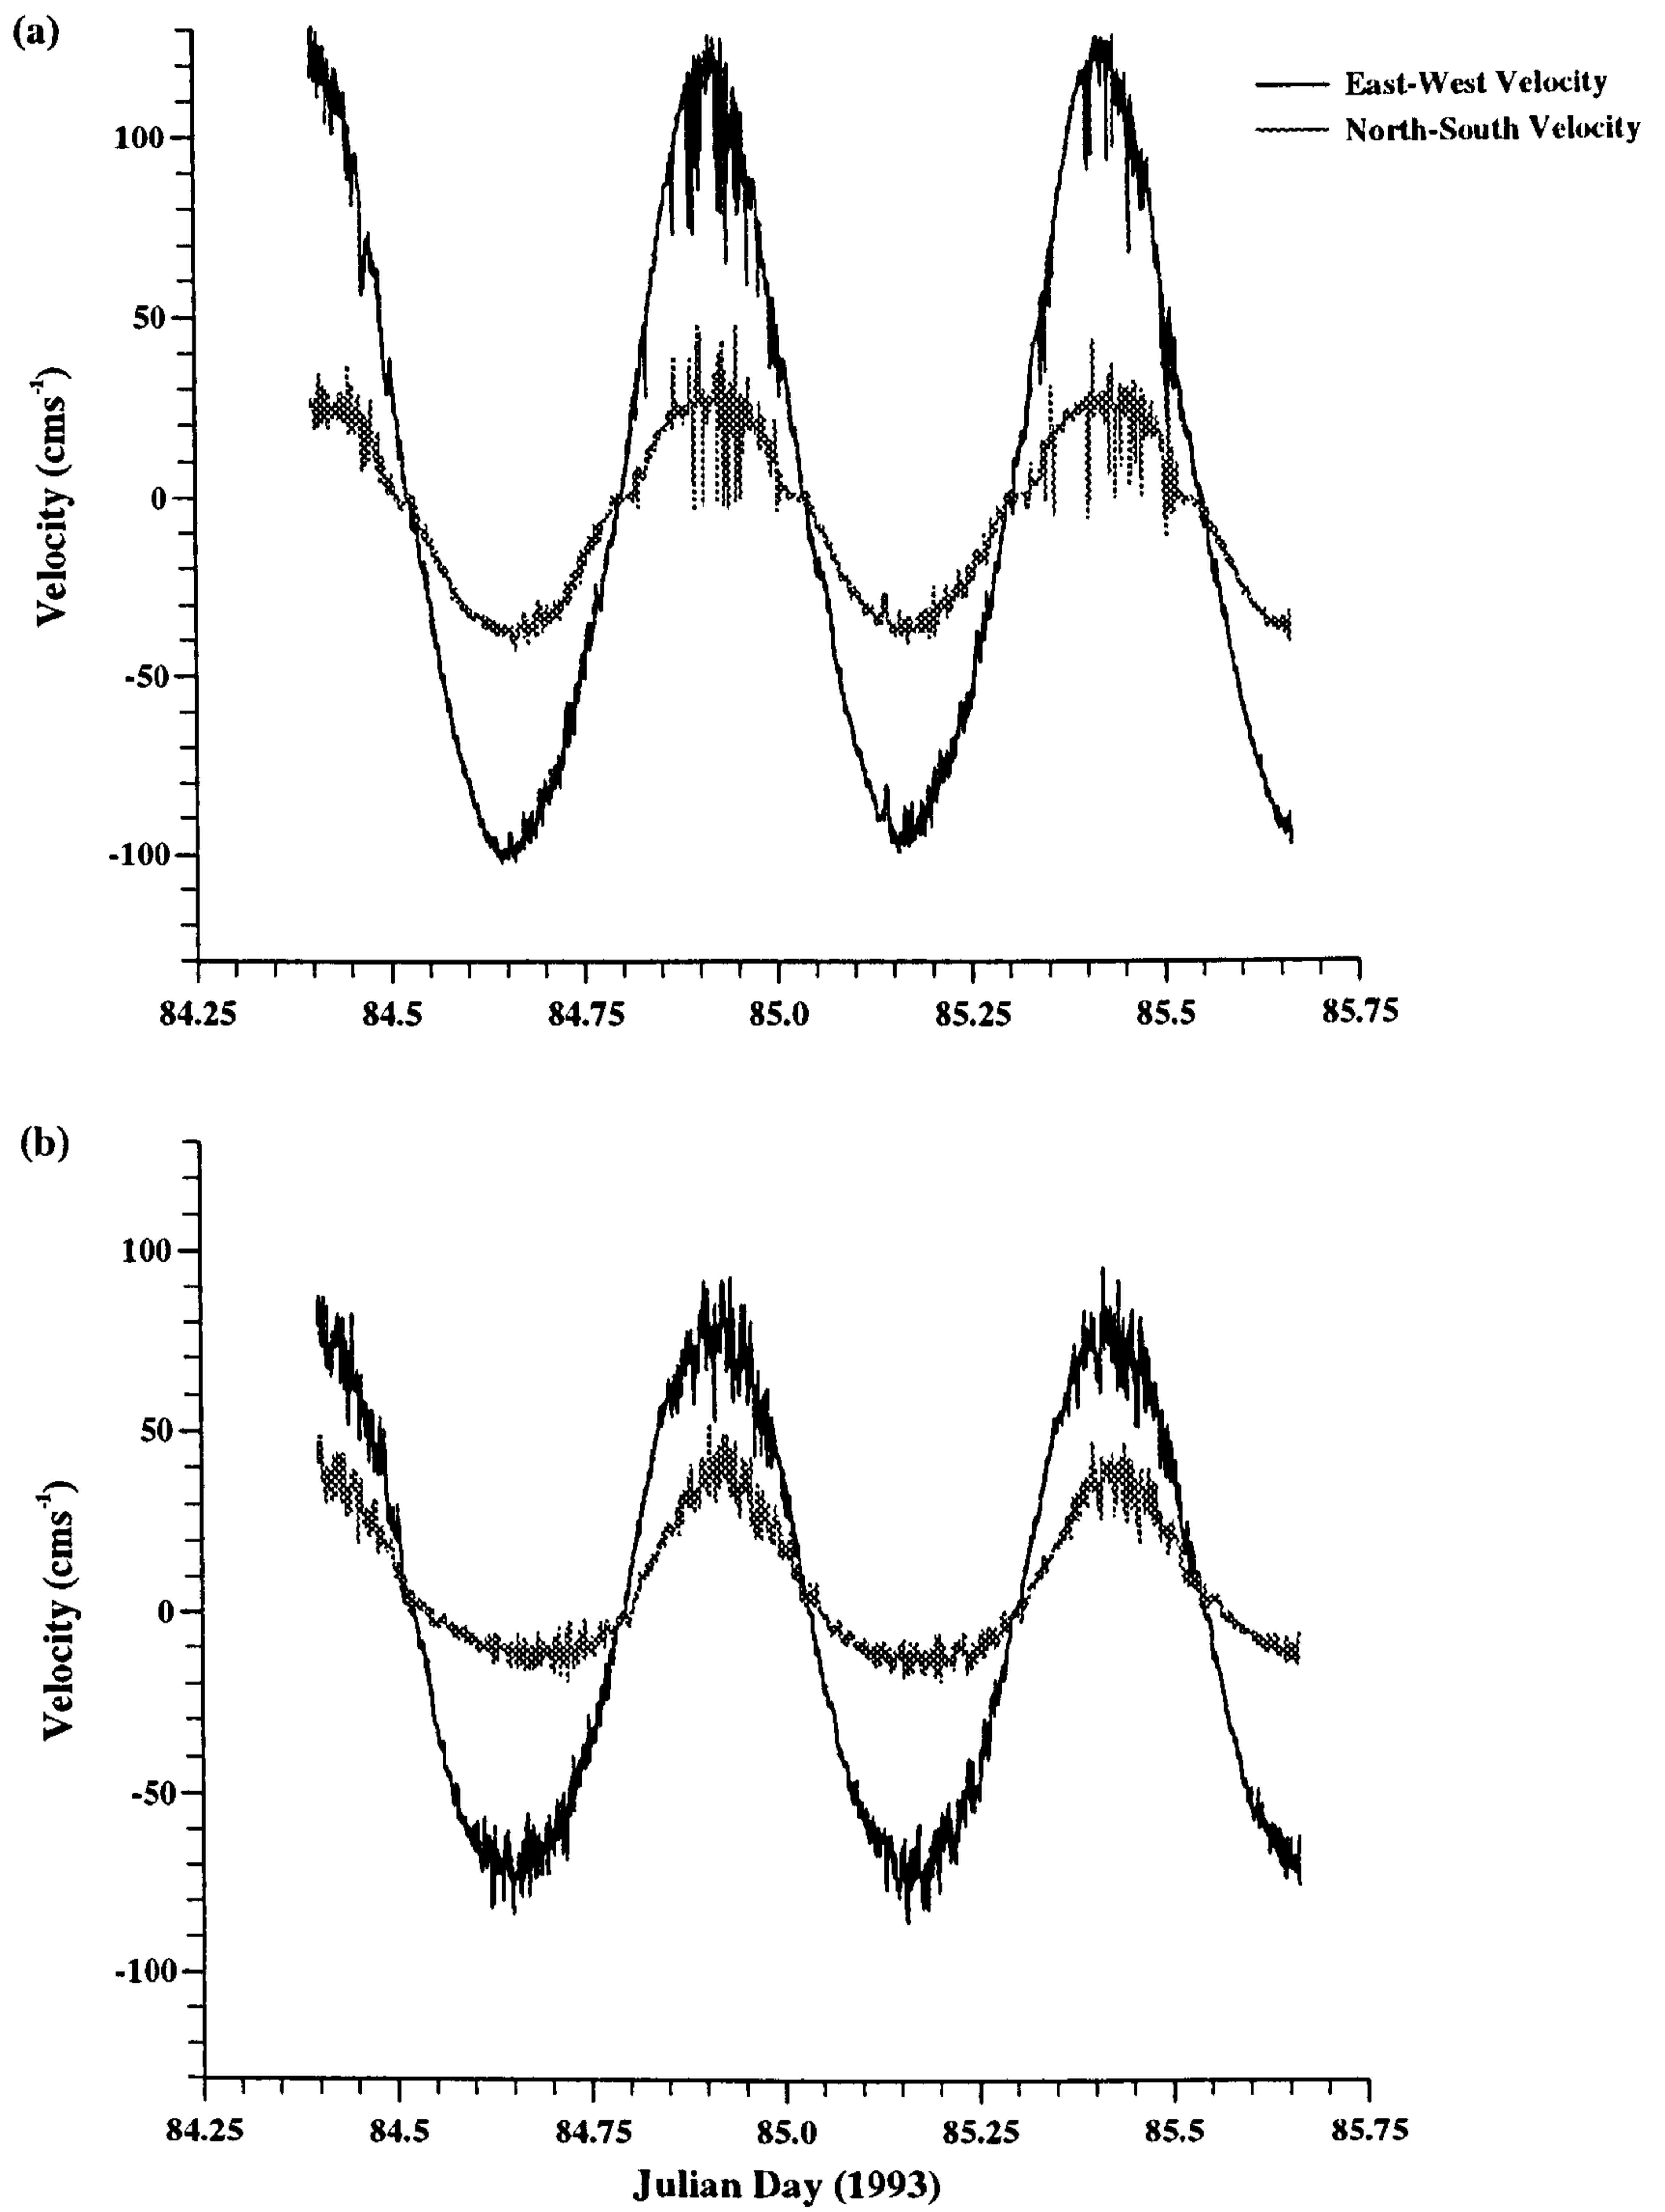 (a)
East-West Velocity
North-South Velocity
100
50
0
-50
-100
Velocity (cms⁻¹)
84.25 84.5 84.75 85.0 85.25 85.5 85.75
(b)
100
50
0
-50
-100
Velocity (cms⁻¹)
84.25 84.5 84.75 85.0 85.25 85.5 85.75
Julian Day (1993)